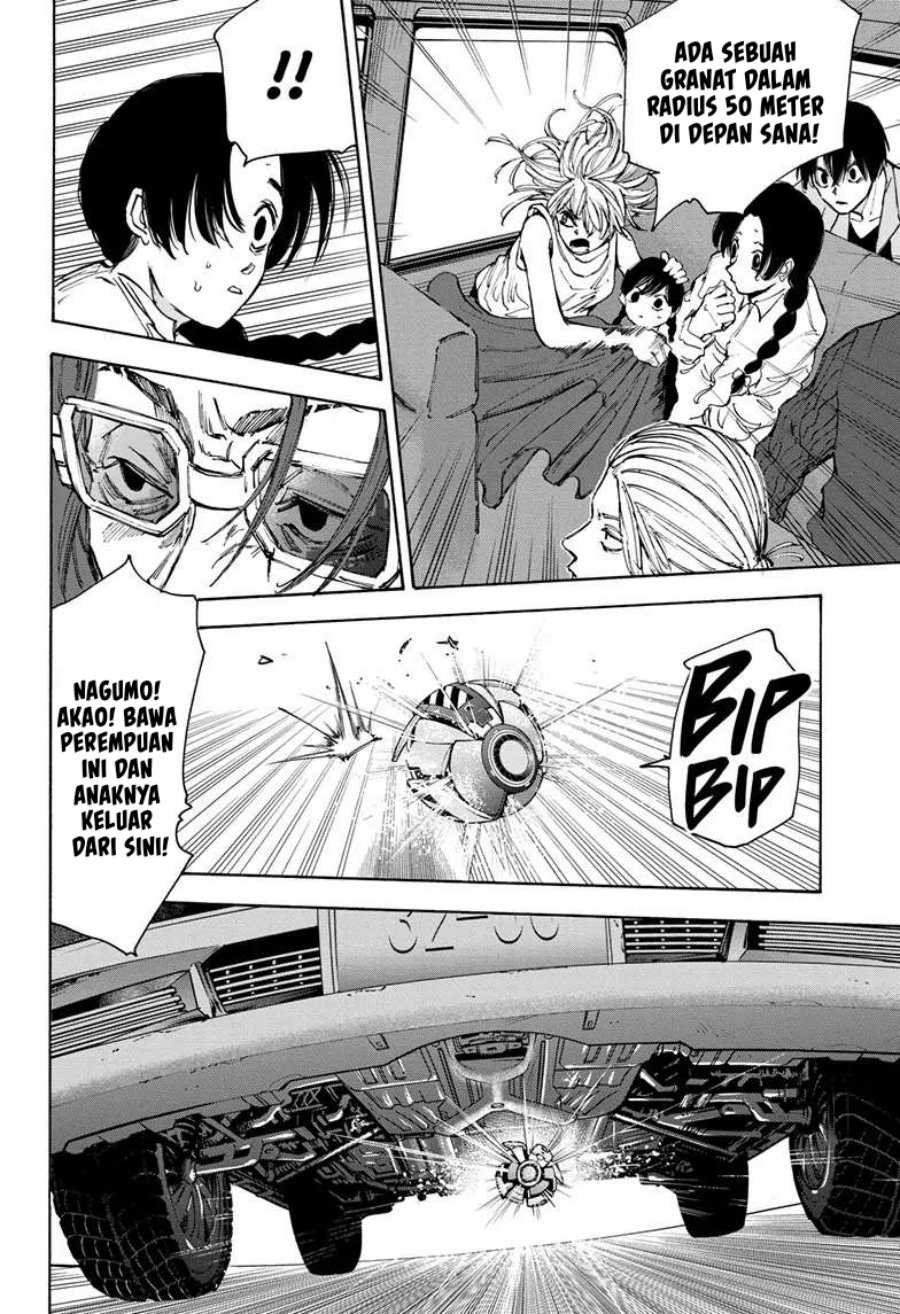 ADA SEBUAH
GRANAT DALAM
RADIUS 50 METER
DI DEPAN SANA!
!!
NAGUMO!
AKAO! BAWA
PEREMPUAN
INI DAN
ANAKNYA
KELUAR
DARI SINI!
BIP
BIP